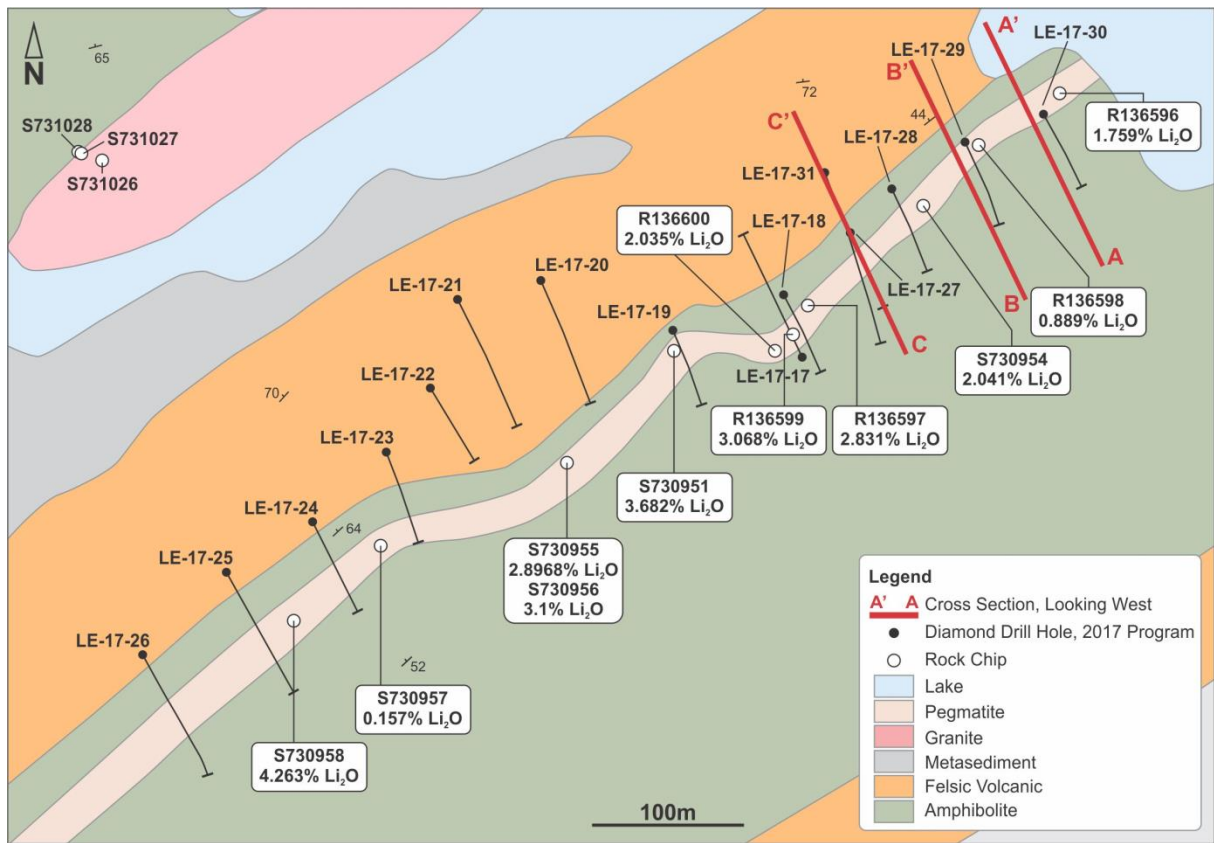 N
65
S731028
S731027
S731026
A'
LE-17-30
LE-17-29
B'
R136596
1.759% Li₂O
72
44
C'
LE-17-28
LE-17-31
R136600
2.035% Li₂O
LE-17-18
LE-17-20
LE-17-21
LE-17-27
A
B
R136598
0.889% Li₂O
LE-17-19
C
S730954
2.041% Li₂O
LE-17-17
LE-17-22
70
R136599
3.068% Li₂O
R136597
2.831% Li₂O
LE-17-23
S730951
3.682% Li₂O
LE-17-24
64
LE-17-25
S730955
2.8968% Li₂O
S730956
3.1% Li₂O
LE-17-26
52
S730957
0.157% Li₂O
S730958
4.263% Li₂O
100m
Legend
A' A Cross Section, Looking West
Diamond Drill Hole, 2017 Program
Rock Chip
Lake
Pegmatite
Granite
Metasediment
Felsic Volcanic
Amphibolite